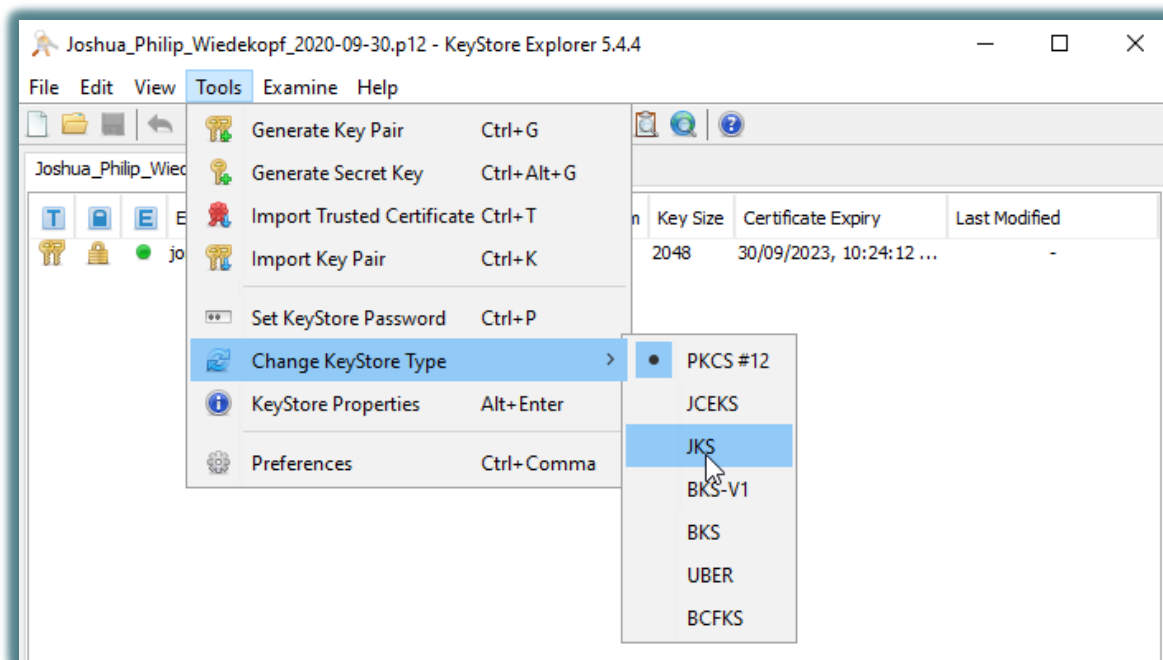 Joshua_Philip_Wiedekopf_2020-09-30.p12 - KeyStore Explorer 5.4.4
File Edit View Tools Examine Help
Generate Key Pair Ctrl+G
Joshua_Philip_Wied
Generate Secret Key Ctrl+Alt+G
Import Trusted Certificate Ctrl+T
T E E Key Size Certificate Expiry Last Modified
jo 2048 30/09/2023, 10:24:12 ... -
Import Key Pair Ctrl+K
Set KeyStore Password Ctrl+P
Change KeyStore Type
KeyStore Properties Alt+Enter
Preferences Ctrl+Comma
PKCS #12
JCEKS
JKS
BKS-V1
BKS
UBER
BCFKS